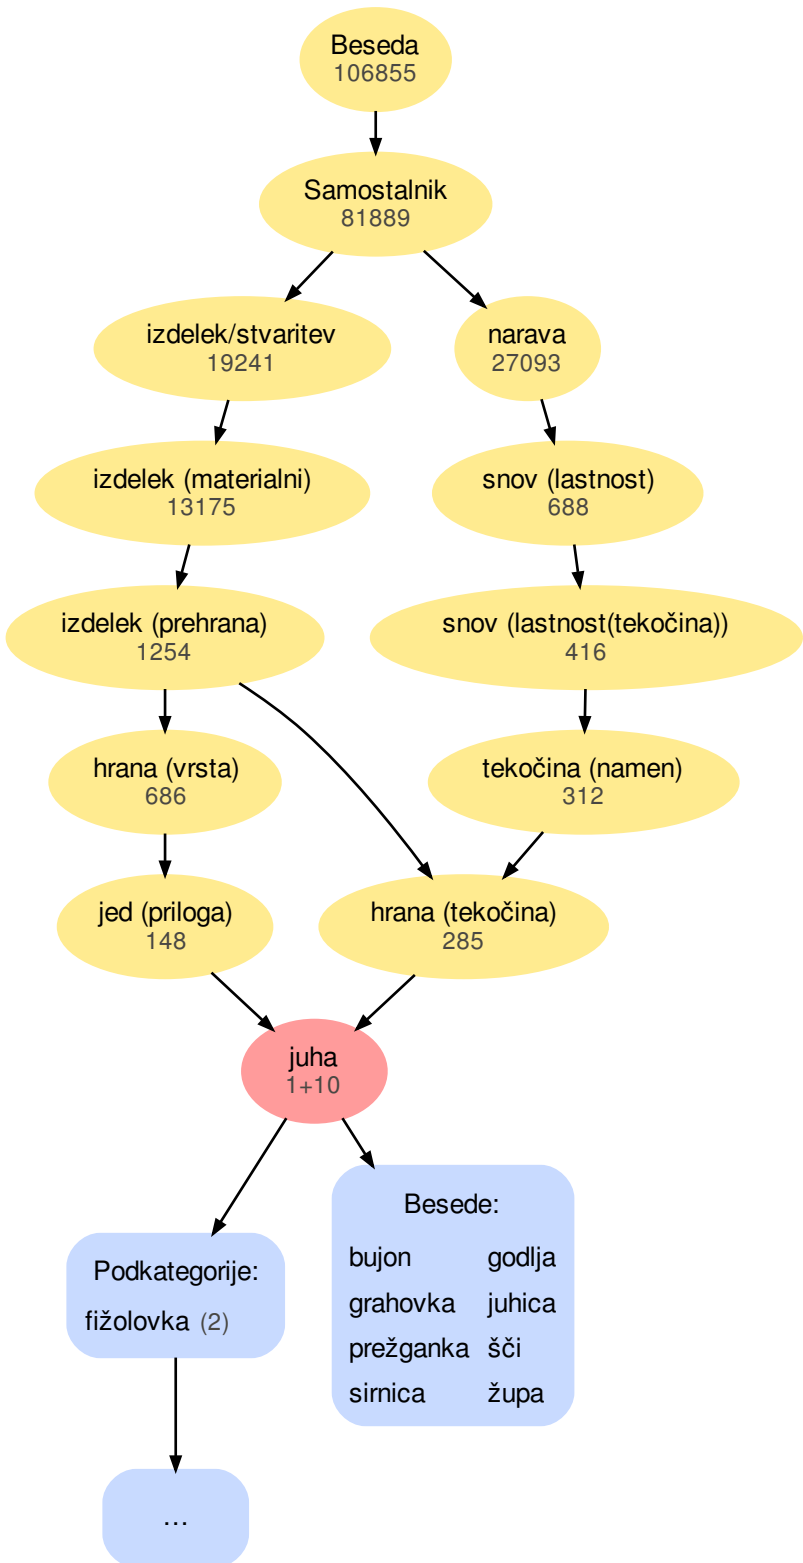 Beseda
106855
Samostalnik
81889
izdelek/stvaritev
19241
narava
27093
izdelek (materialni)
13175
snov (lastnost)
688
izdelek (prehrana)
1254
snov (lastnost(tekočina))
416
hrana (vrsta)
686
tekočina (namen)
312
jed (priloga)
148
hrana (tekočina)
285
juha
1+10
Podkategorije:
fižolovka (2)
Besede:
bujon godlja
grahovka juhica
prežganka šči
sirnica župa
...